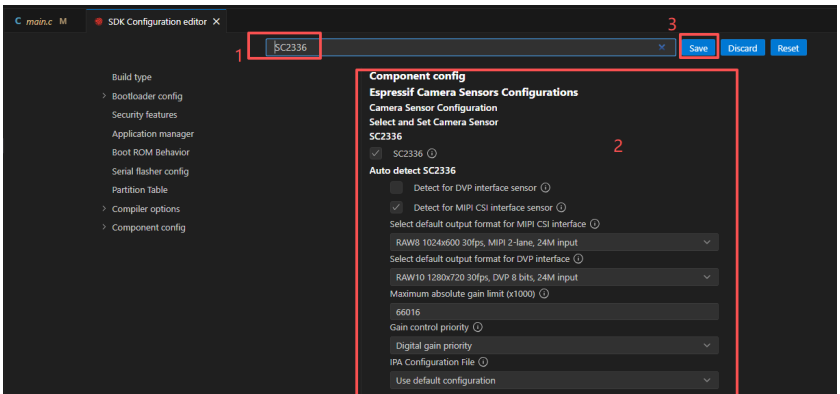 main.c M
SDK Configuration editor
3
1
SC2336
Save
Discard
Reset
Build type
Bootloader config
Security features
Application manager
Boot ROM Behavior
Serial flasher config
Partition Table
Compiler options
Component config
Component config
Espressif Camera Sensors Configurations
Camera Sensor Configuration
Select and Set Camera Sensor
SC2336
2
SC2336
Auto detect SC2336
Detect for DVP interface sensor
Detect for MIPI CSI interface sensor
Select default output format for MIPI CSI interface
RAW8 1024x600 30fps, MIPI 2-lane, 24M input
Select default output format for DVP interface
RAW10 1280x720 30fps, DVP 8 bits, 24M input
Maximum absolute gain limit (x1000)
66016
Gain control priority
Digital gain priority
IPA Configuration File
Use default configuration